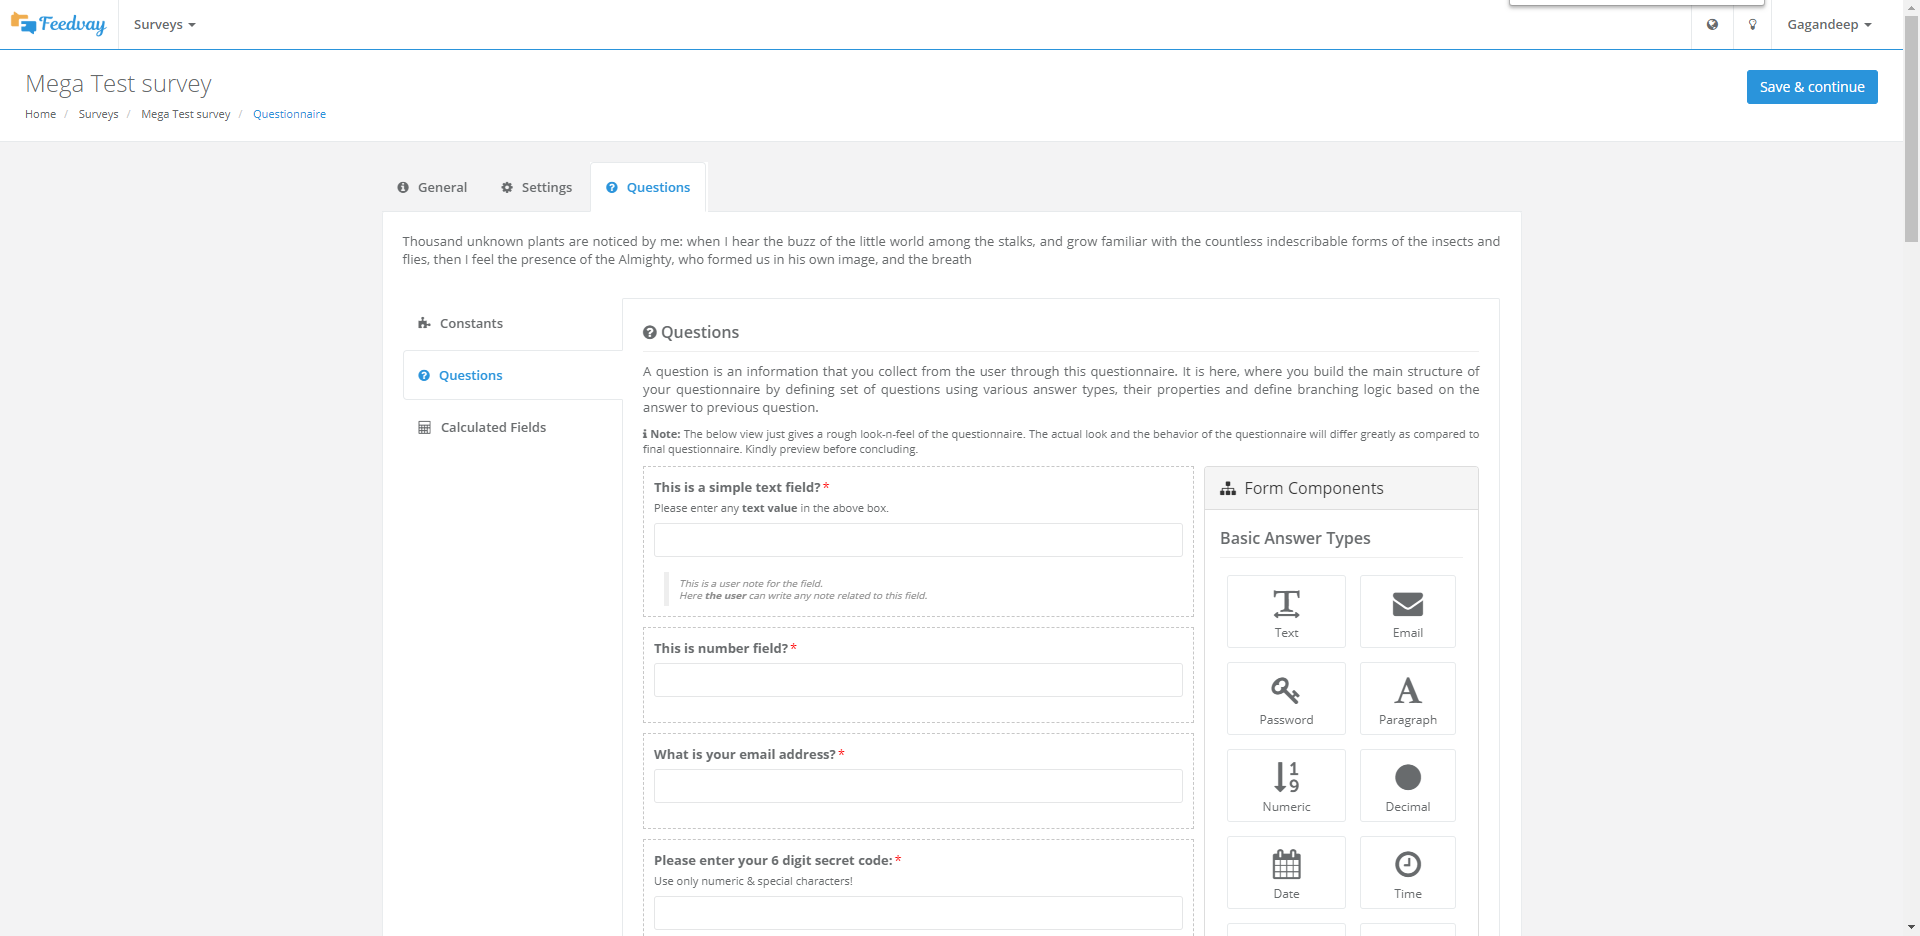 Feedvay
Surveys
Gagandeep
Mega Test survey
Save & continue
Home / Surveys / Mega Test survey / Questionnaire
General
Settings
Questions
Thousand unknown plants are noticed by me: when I hear the buzz of the little world among the stalks, and grow familiar with the countless indescribable forms of the insects and
flies, then I feel the presence of the Almighty, who formed us in his own image, and the breath
Constants
Questions
Calculated Fields
Questions
A question is an information that you collect from the user through this questionnaire. It is here, where you build the main structure of
your questionnaire by defining set of questions using various answer types, their properties and define branching logic based on the
answer to previous question.
Note: The below view just gives a rough look-n-feel of the questionnaire. The actual look and the behavior of the questionnaire will differ greatly as compared to
final questionnaire. Kindly preview before concluding.
This is a simple text field? *
Please enter any text value in the above box.
This is a user note for the field.
Here the user can write any note related to this field.
This is number field? *
What is your email address? *
Please enter your 6 digit secret code: *
Use only numeric & special characters!
Form Components
Basic Answer Types
Text
Email
Password
Paragraph
Numeric
Decimal
Date
Time